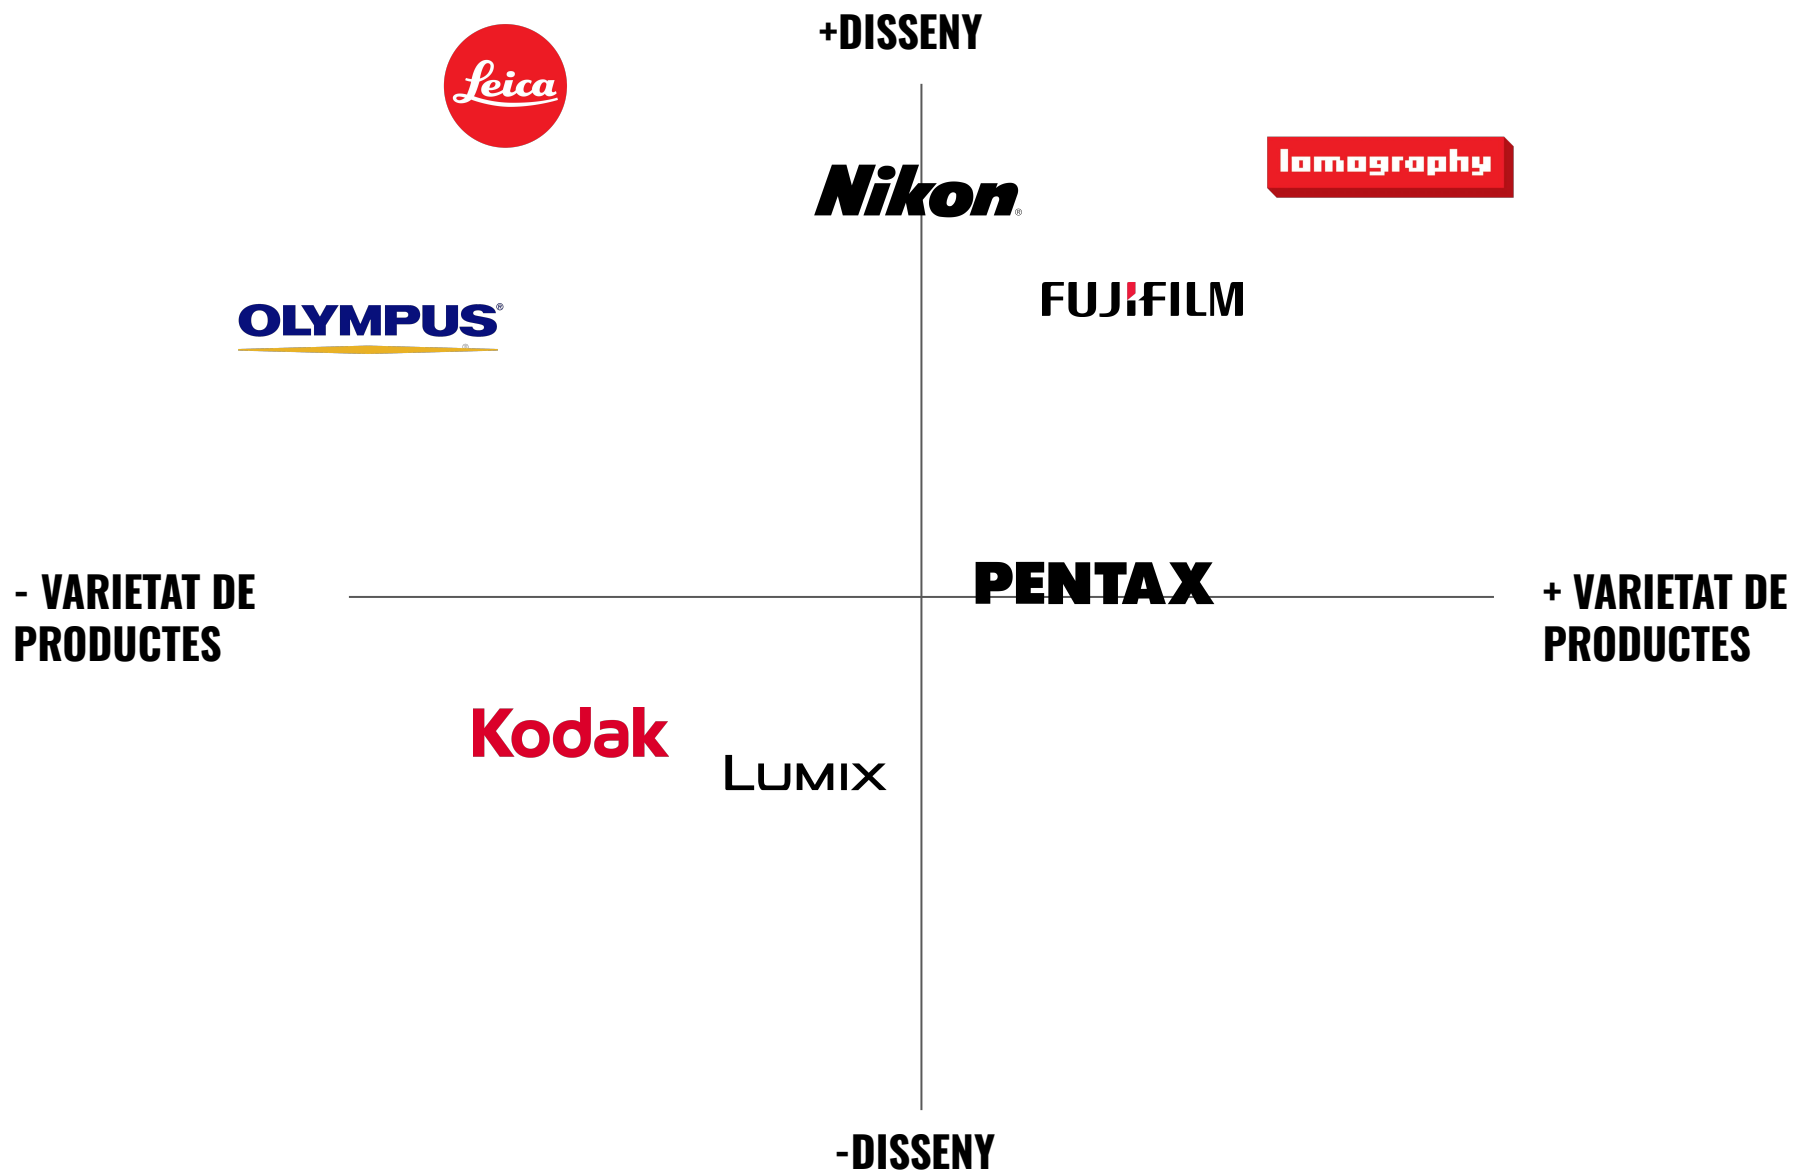 +DISSENY
Leica
lomography
Nikon®
FUJIFILM
OLYMPUS®
®
PENTAX
- VARIETAT DE
PRODUCTES
+ VARIETAT DE
PRODUCTES
Kodak
LUMIX
-DISSENY